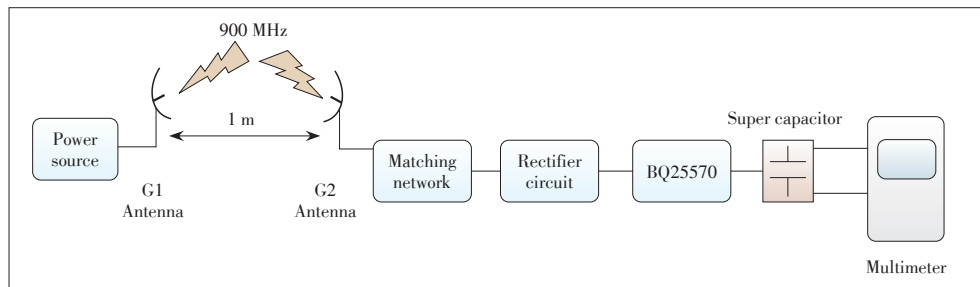 900 MHz
1 m
Power
source
G1
Antenna
G2
Antenna
Matching
network
Rectifier
circuit
BQ25570
Super capacitor
Multimeter